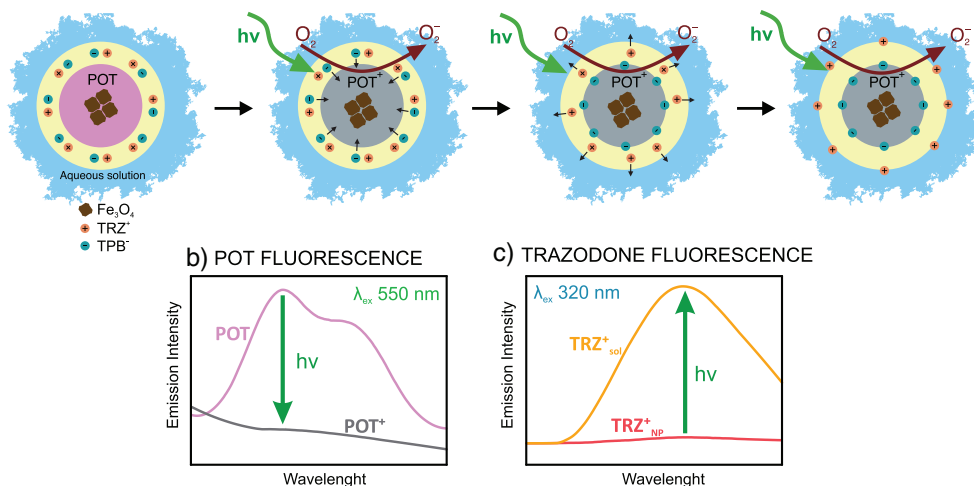 POT
Aqueous solution
Fe₃O₄
TRZ⁺
TPB⁻
hν
O₂
O₂⁻
POT⁺
hν
O₂
O₂⁻
POT⁺
hν
O₂
O₂⁻
POT⁺
b) POT FLUORESCENCE
λex 550 nm
POT
hν
POT⁺
Emission Intensity
Wavelenght
c) TRAZODONE FLUORESCENCE
λex 320 nm
TRZ⁺sol
hν
TRZ⁺NP
Emission Intensity
Wavelenght